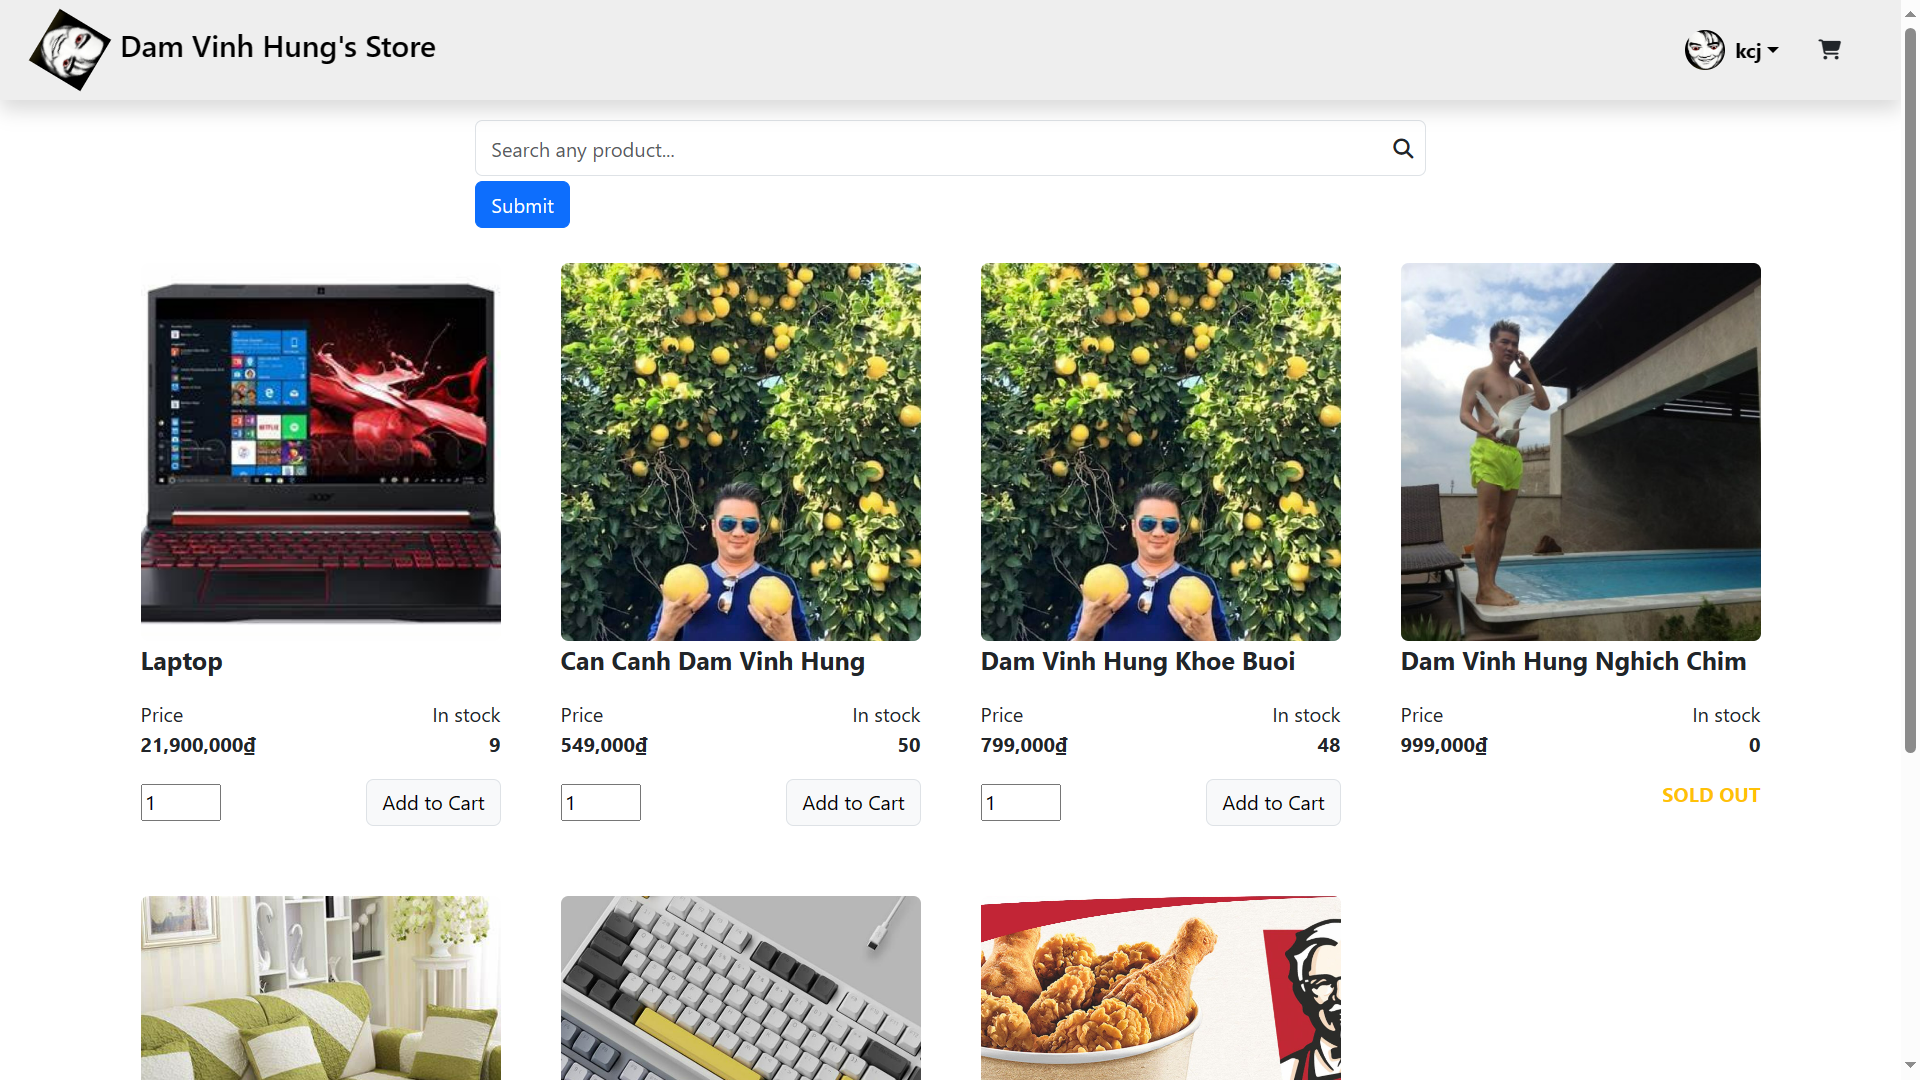 Dam Vinh Hung's Store
kcj
Search any product...
Submit
acer
NETFLIX
Laptop
Can Canh Dam Vinh Hung
Dam Vinh Hung Khoe Buoi
Dam Vinh Hung Nghich Chim
Price In stock Price In stock Price In stock Price In stock
21,900,000₫ 9 549,000₫ 50 799,000₫ 48 999,000₫ 0
1 Add to Cart 1 Add to Cart 1 Add to Cart SOLD OUT